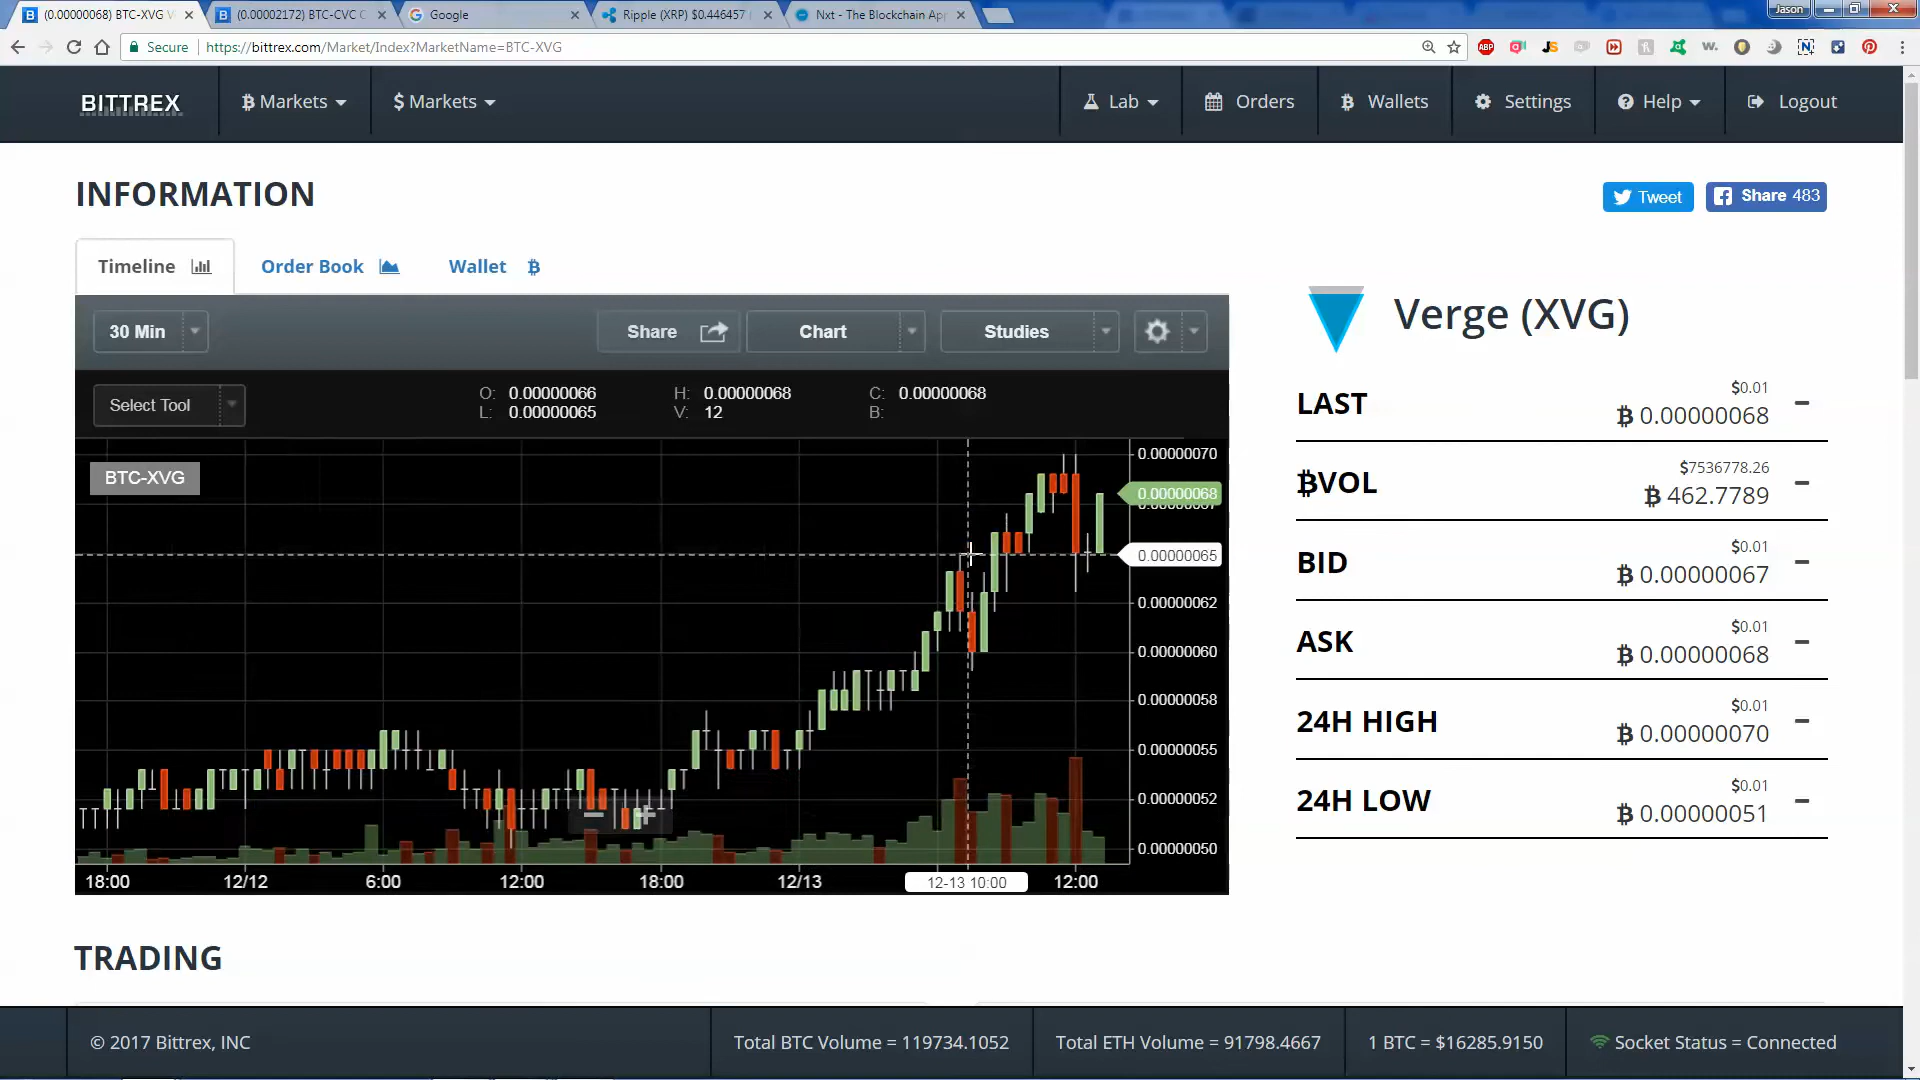 (0.00000068) BTC-XVG V
(0.00002172) BTC-CVC C
Google
Ripple (XRP) $0.446457
Nxt - The Blockchain App
Jason
Secure
https://bittrex.com/Market/Index?MarketName=BTC-XVG
ABP
BITTREX
Markets
$ Markets
Lab
Orders
Wallets
Settings
Help
Logout
INFORMATION
Tweet
Share 483
Timeline
Order Book
Wallet
30 Min
Share
Chart
Studies
Select Tool
O: 0.00000066
H: 0.00000068
C: 0.00000068
L: 0.00000065
V: 12
B:
BTC-XVG
0.00000070
0.00000068
0.00000065
0.00000062
0.00000060
0.00000058
0.00000055
0.00000052
0.00000050
18:00
12/12
6:00
12:00
18:00
12/13
12-13 10:00
12:00
Verge (XVG)
$0.01
LAST
0.00000068
$7536778.26
VOL
462.7789
$0.01
BID
0.00000067
$0.01
ASK
0.00000068
$0.01
24H HIGH
0.00000070
$0.01
24H LOW
0.00000051
TRADING
© 2017 Bittrex, INC
Total BTC Volume = 119734.1052
Total ETH Volume = 91798.4667
1 BTC = $16285.9150
Socket Status = Connected